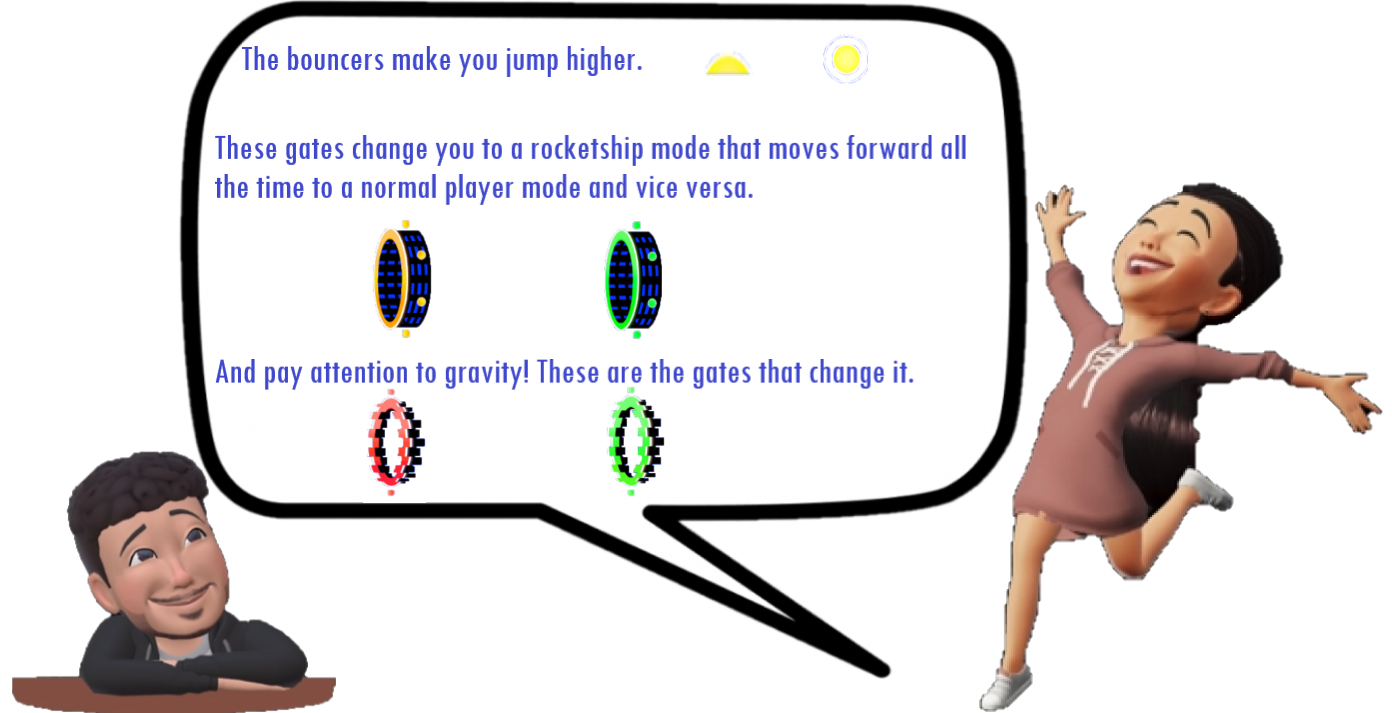 The bouncers make you jump higher.
These gates change you to a rocketship mode that moves forward all
the time to a normal player mode and vice versa.
And pay attention to gravity! These are the gates that change it.